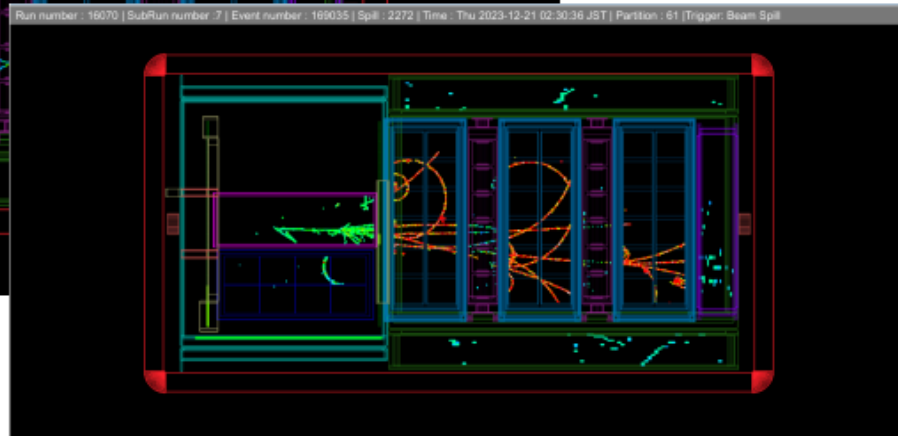 Run number : 16070 | SubRun number :7 | Event number : 169035 | Spill : 2272 | Time : Thu 2023-12-21 02:30:36 JST | Partition : 61 |Trigger: Beam Spill